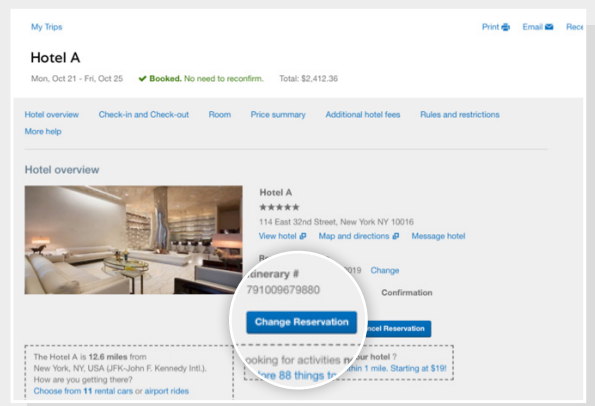 My Trips
Print Email
Hotel A
Mon, Oct 21 - Fri, Oct 25 Booked. No need to reconfirm. Total: $2,412.36
Hotel overview Check-in and Check-out Room Price summary Additional hotel fees Rules and restrictions
More help
Hotel overview
Hotel A
114 East 32nd Street, New York NY 10016
View hotel Map and directions Message hotel
2019 Change
Itinerary #
791009679880 Confirmation
Change Reservation Reservation
The Hotel A is 12.6 miles from
New York, NY, USA (JFK-John F. Kennedy Intl.).
How are you getting there?
Choose from 11 rental cars or airport rides
looking for activities your hotel ?
88 things to 1 mile. Starting at $19!